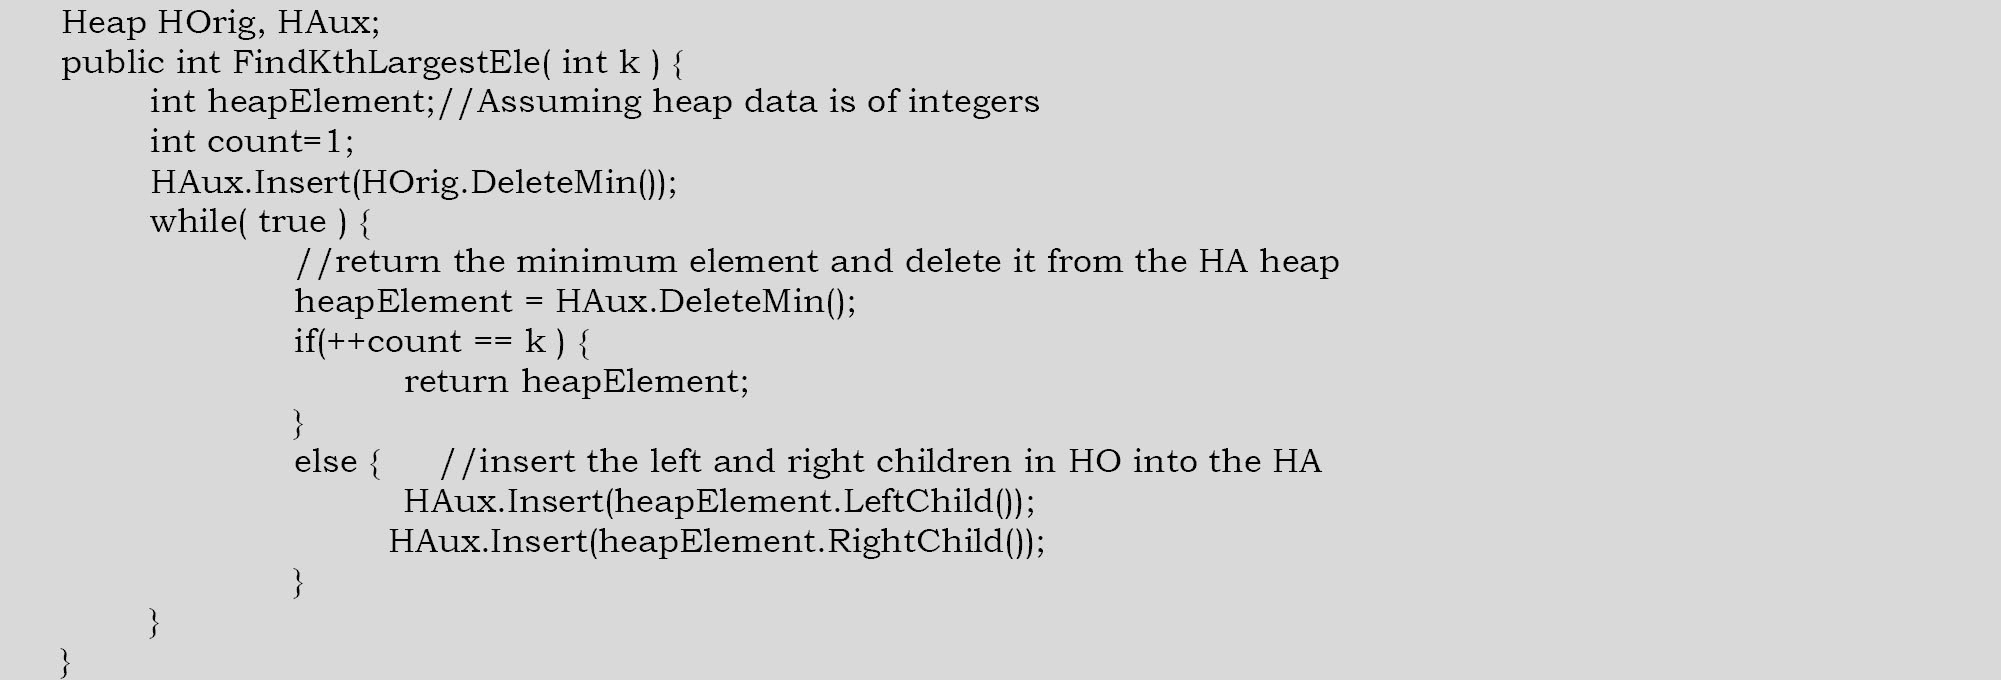 Heap HOrig, HAux;
public int FindKthLargestEle( int k ) {
int heapElement;//Assuming heap data is of integers
int count=1;
HAux.Insert(HOrig.DeleteMin());
while( true ) {
//return the minimum element and delete it from the HA heap
heapElement = HAux.DeleteMin();
if(++count == k ) {
return heapElement;
}
else { //insert the left and right children in HO into the HA
HAux.Insert(heapElement.LeftChild());
HAux.Insert(heapElement.RightChild());
}
}
}